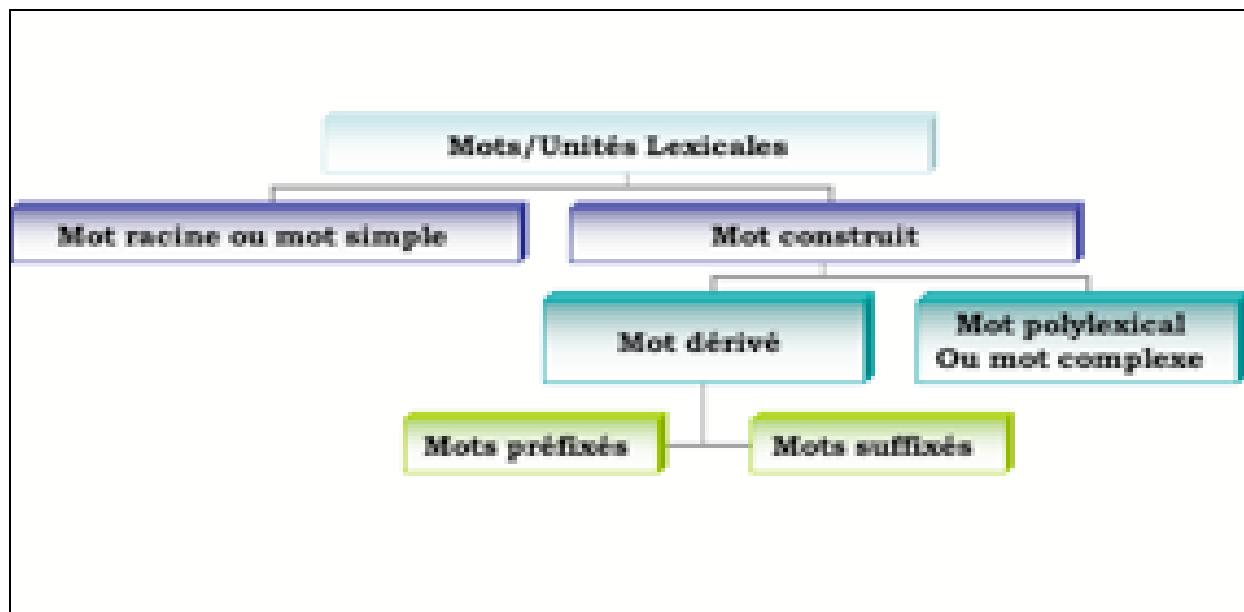 Mots/Unités Lexicales
Mot racine ou mot simple
Mot construit
Mot dérivé
Mot polylexical
Ou mot complexe
Mots préfixés
Mots suffixés